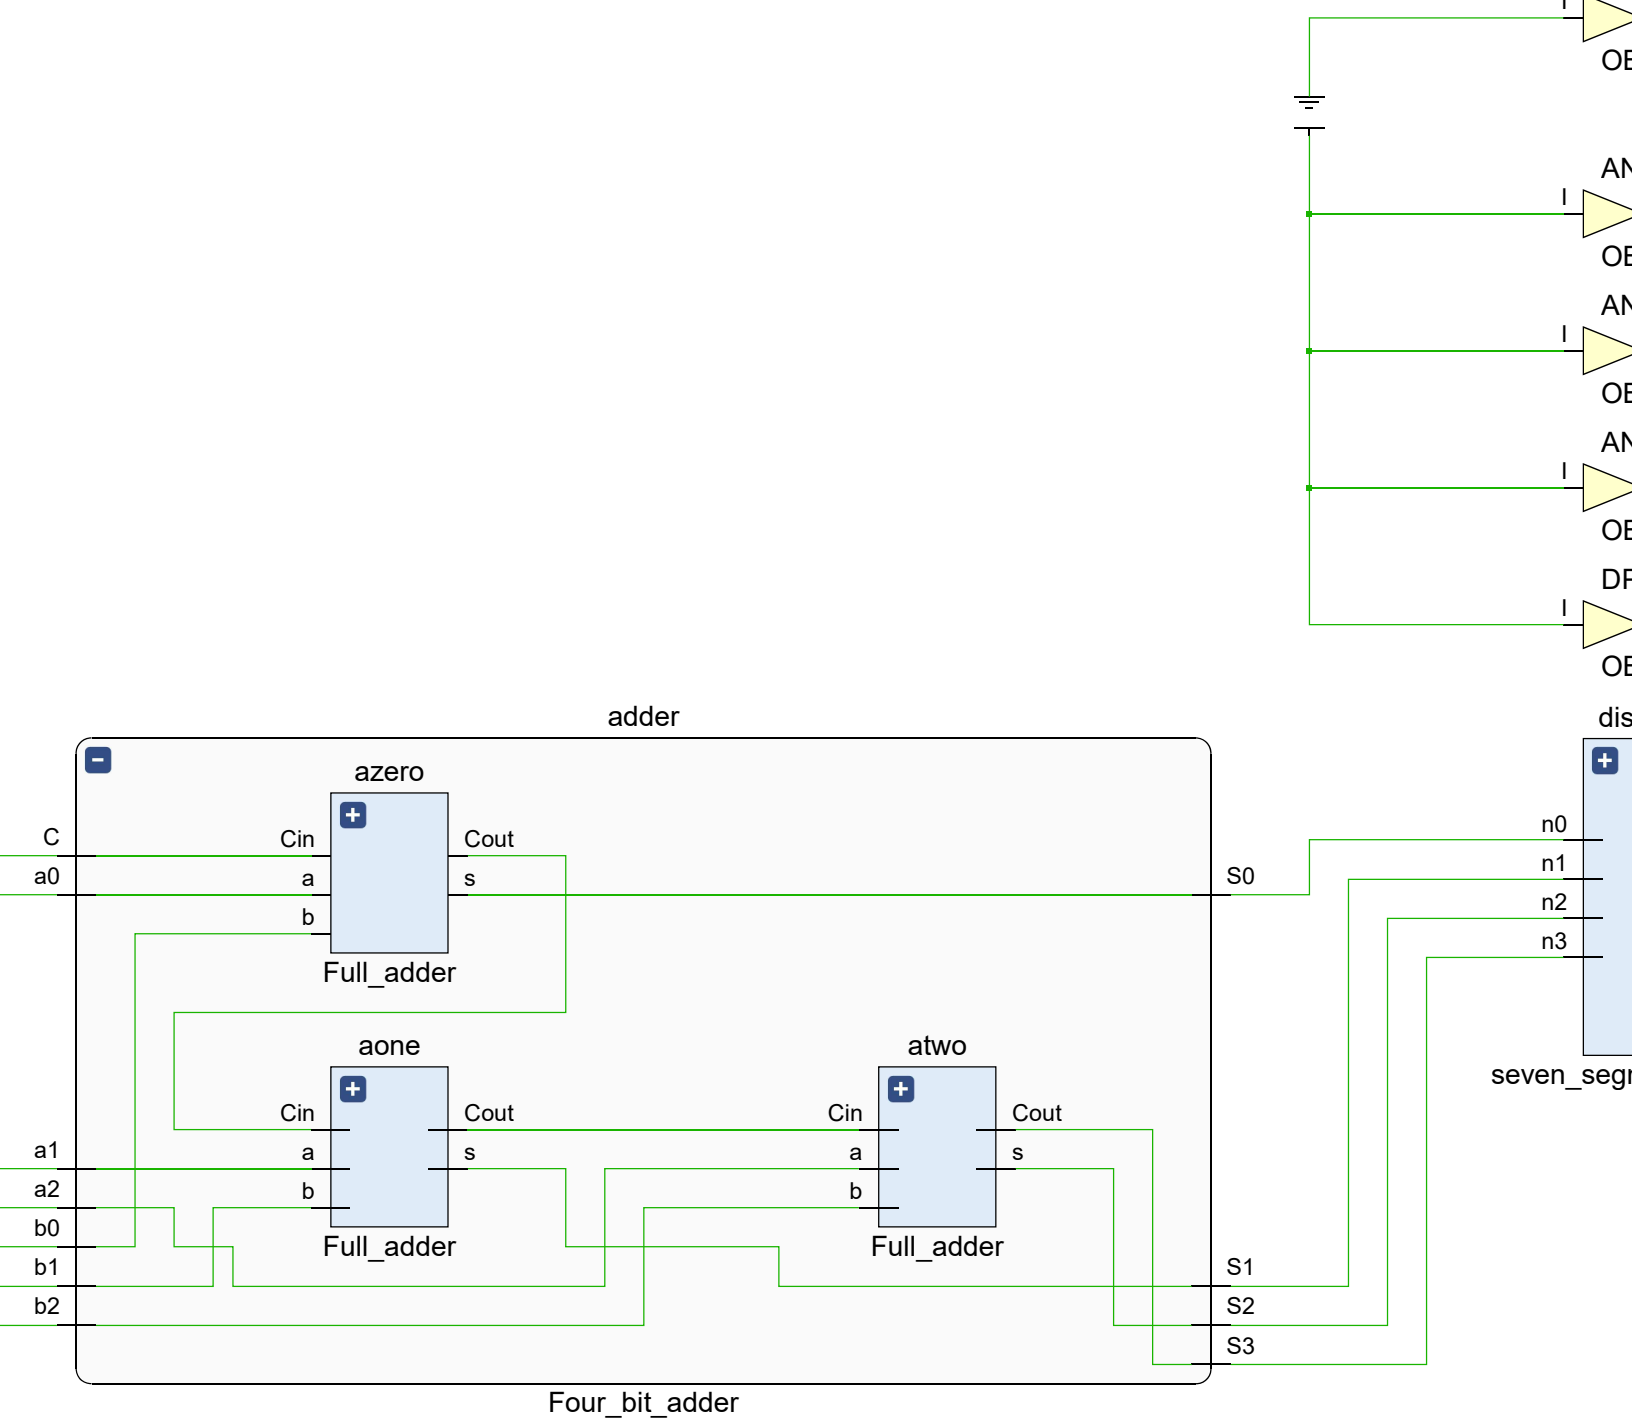 I
OB
AN
I
OB
AN
I
OB
AN
I
OB
DP
I
OB
adder
dis
azero
C
Cin
Cout
n0
a0
a
s
S0
n1
b
n2
n3
Full_adder
aone
atwo
seven_seg
Cin
Cout
Cin
Cout
a1
a
s
a
s
a2
b
b
b0
Full_adder
Full_adder
b1
S1
b2
S2
S3
Four_bit_adder